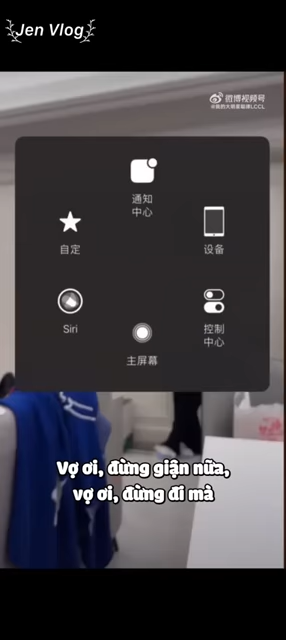 Jen Vlog
微博视频号
通知
中心
自定
设备
Siri
控制
中心
主屏幕
Vợ ơi, đừng giận nữa,
vợ ơi, đừng đi mà